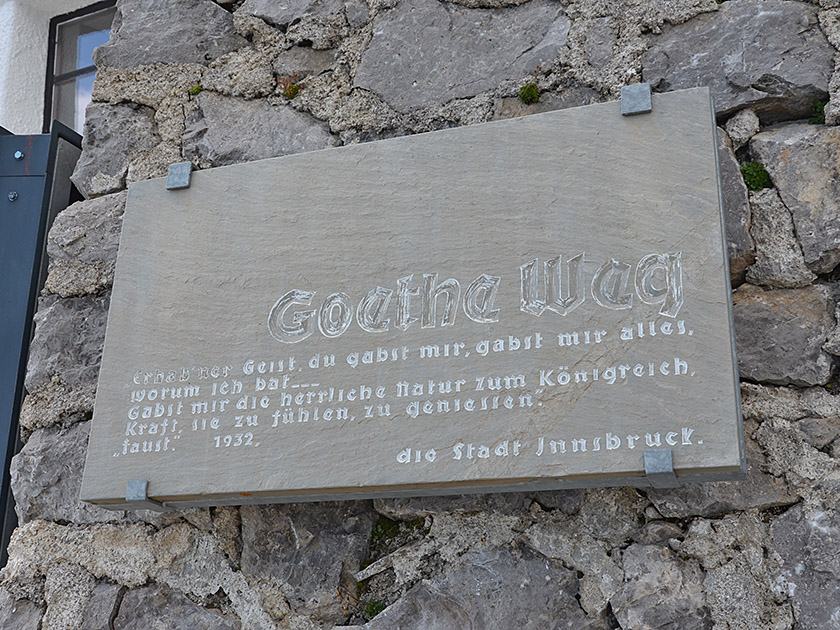 Goethe Weg
Erhab'ner Geist, du gabst mir, gabst mir alles,
worum ich bat---
Gabst mir die herrliche Natur zum Königreich,
Kraft, sie zu fühlen, zu geniessen."
„faust." 1932.
die Stadt Innsbruck.